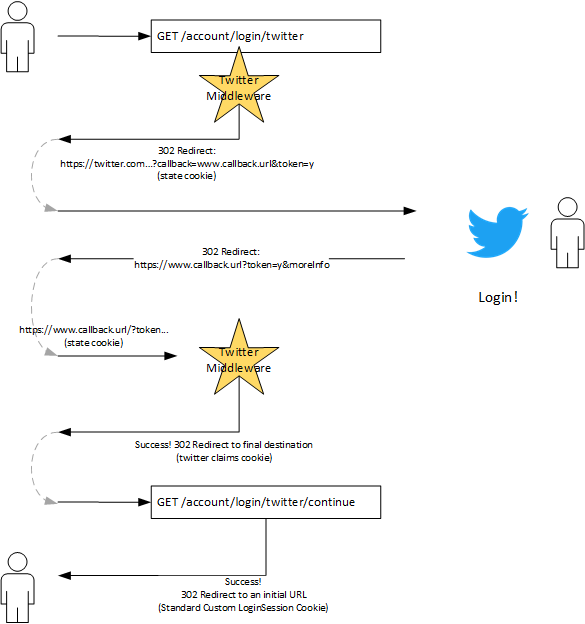 GET /account/login/twitter
Twitter
Middleware
302 Redirect:
https://twitter.com...?callback=www.callback.url&token=y
(state cookie)
302 Redirect:
https://www.callback.url?token=y&moreInfo
Login!
https://www.callback.url/?token...
(state cookie)
Twitter
Middleware
Success! 302 Redirect to final destination
(twitter claims cookie)
GET /account/login/twitter/continue
Success!
302 Redirect to an initial URL
(Standard Custom LoginSession Cookie)